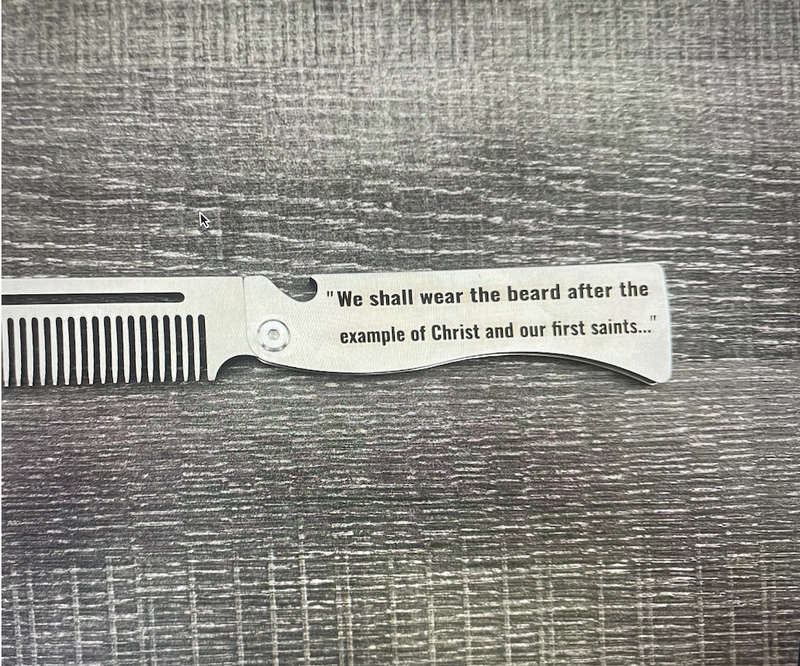 "We shall wear the beard after the
example of Christ and our first saints..."